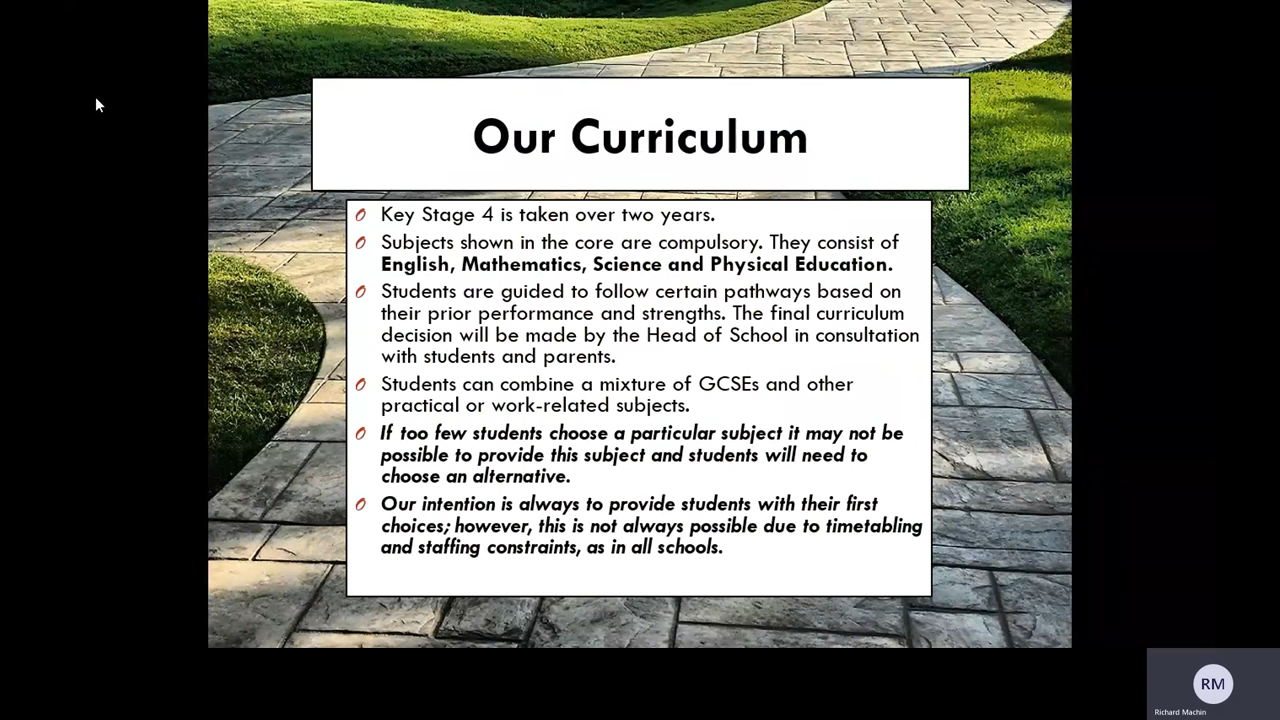 Our Curriculum
Key Stage 4 is taken over two years.
Subjects shown in the core are compulsory. They consist of
English, Mathematics, Science and Physical Education.
Students are guided to follow certain pathways based on
their prior performance and strengths. The final curriculum
decision will be made by the Head of School in consultation
with students and parents.
Students can combine a mixture of GCSEs and other
practical or work-related subjects.
If too few students choose a particular subject it may not be
possible to provide this subject and students will need to
choose an alternative.
Our intention is always to provide students with their first
choices; however, this is not always possible due to timetabling
and staffing constraints, as in all schools.
RM
Richard Machin